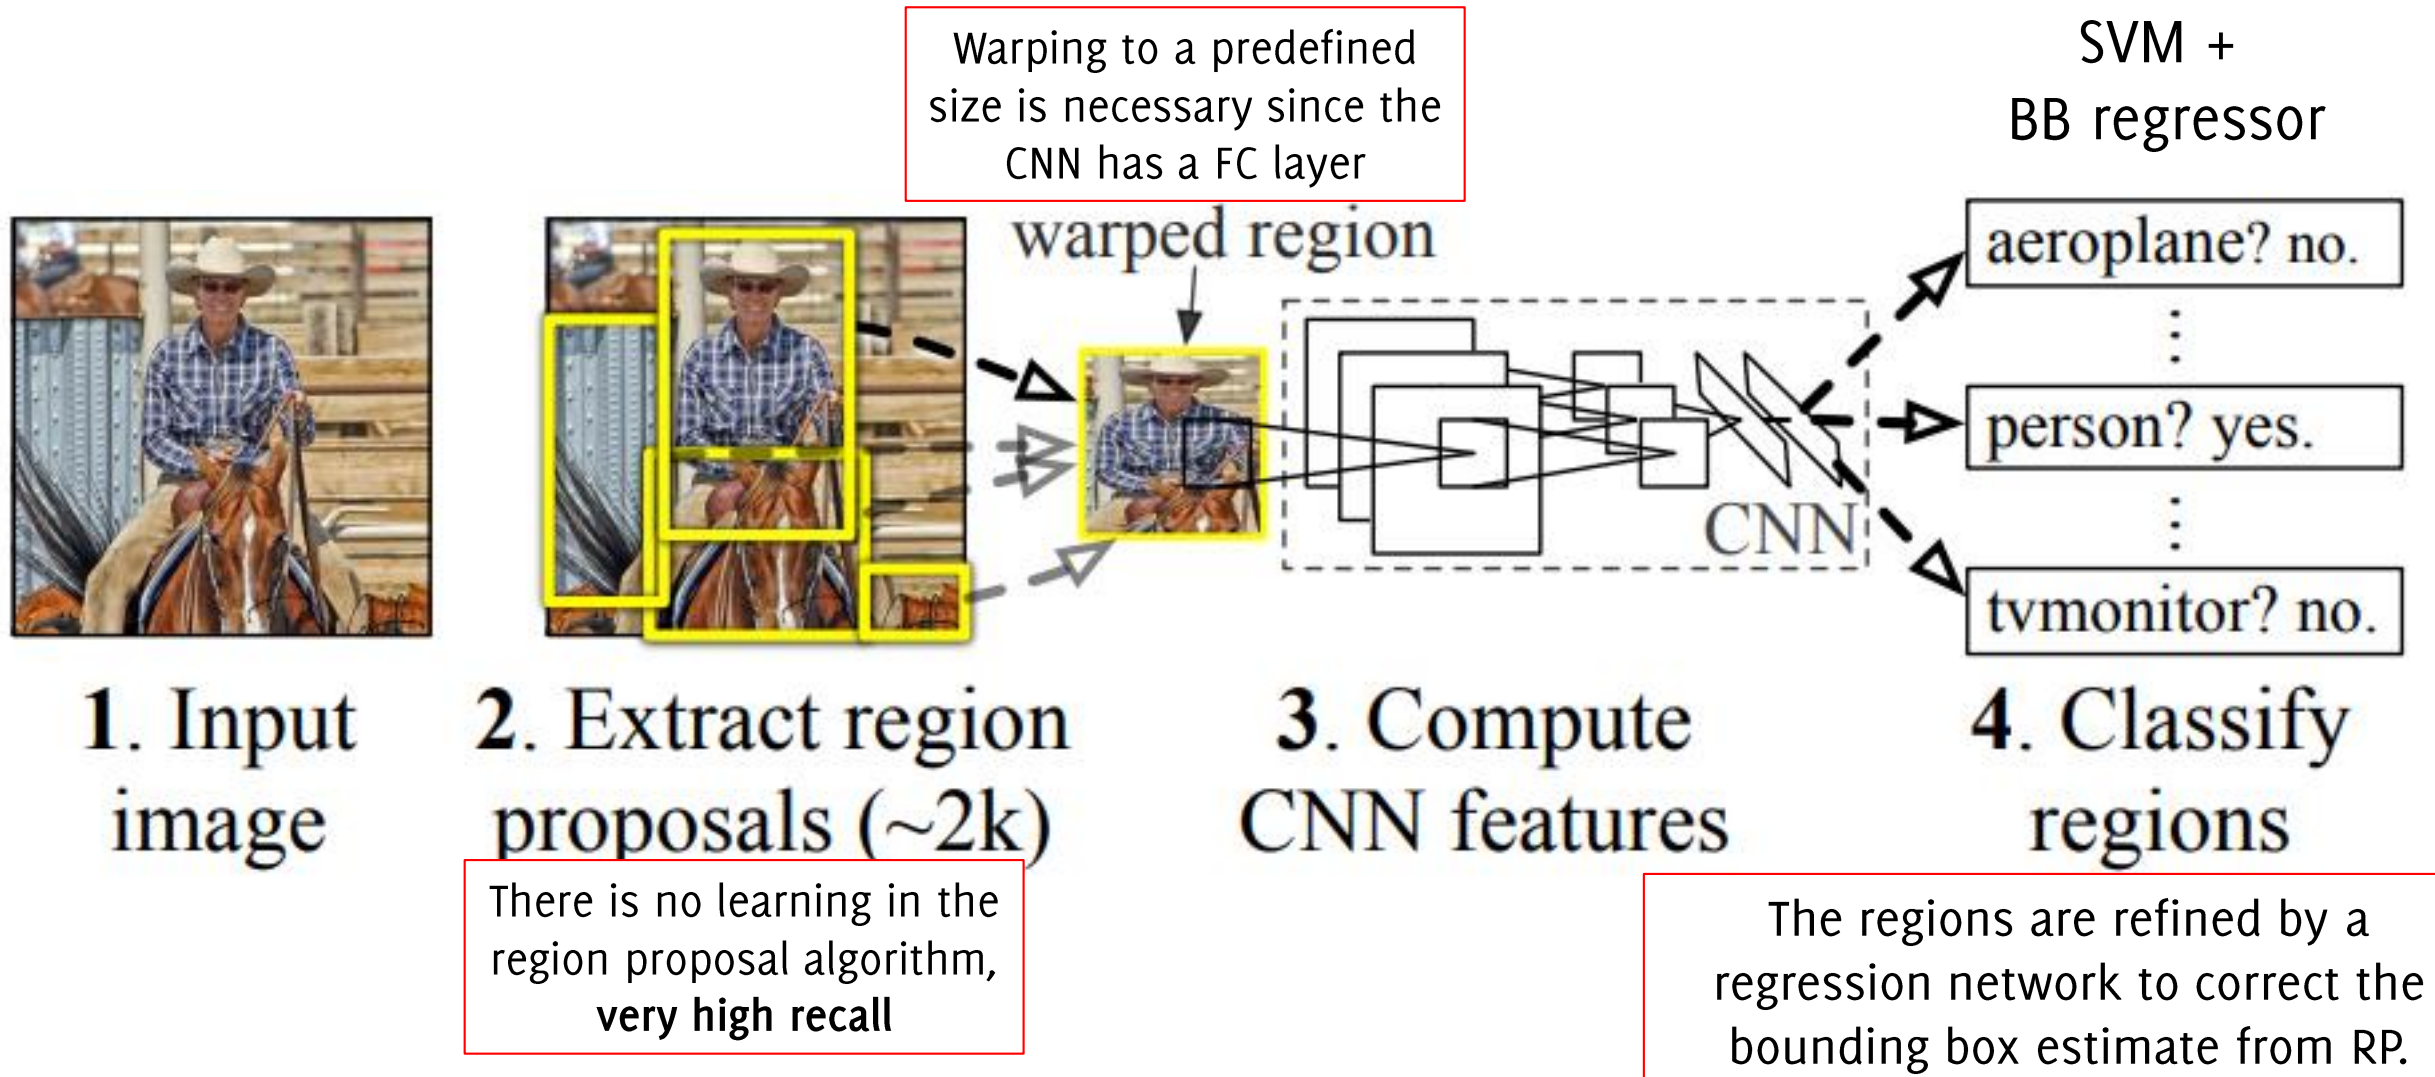 Warping to a predefined
size is necessary since the
CNN has a FC layer
SVM +
BB regressor
warped region
aeroplane? no.
person? yes.
CNN
tvmonitor? no.
1. Input
image
2. Extract region
proposals (~2k)
3. Compute
CNN features
4. Classify
regions
There is no learning in the
region proposal algorithm,
very high recall
The regions are refined by a
regression network to correct the
bounding box estimate from RP.